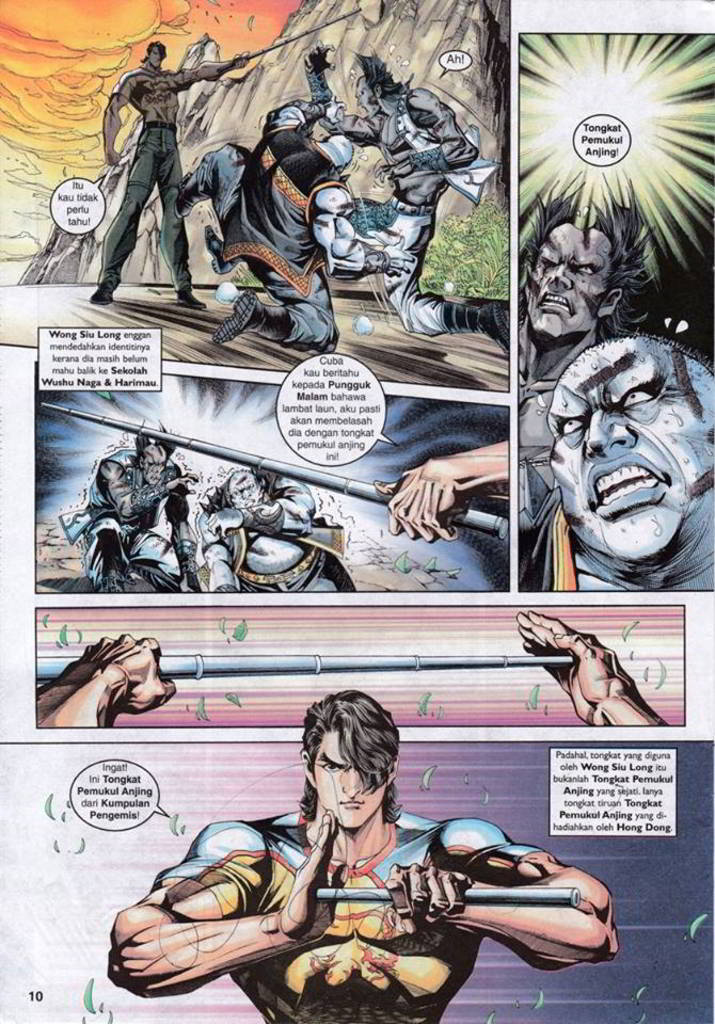 Ah!
Itu
kau tidak
perlu
tahu!
Wong Siu Long enggan
mendedahkan identitinya
kerana dia masih belum
mahu balik ke Sekolah
Wushu Naga & Harimau.
Tongkat
Pemukul
Anjing!
Cuba
kau beritahu
kepada Pungguk
Malam bahawa
lambat laun, aku pasti
akan membelasah
dia dengan tongkat
pemukul anjing
ini!
Ingat!
Ini Tongkat
Pemukul Anjing
dari Kumpulan
Pengemis!
Padahal, tongkat yang diguna
oleh Wong Siu Long itu
bukanlah Tongkat Pemukul
Anjing yang sejati. Ianya
tongkat tiruan Tongkat
Pemukul Anjing yang di-
hadiahkan oleh Hong Dong.
10